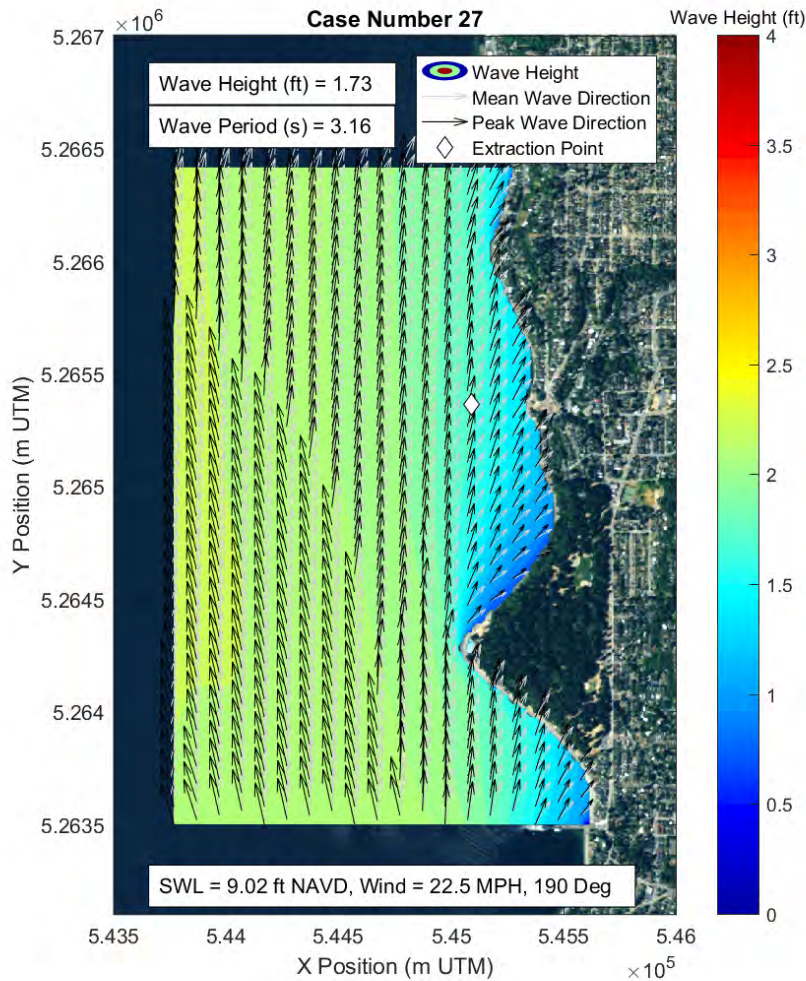 Case Number 27
×10⁶
Wave Height (ft)
5.267
5.2665
5.266
5.2655
5.265
5.2645
5.264
5.2635
Y Position (m UTM)
Wave Height (ft) = 1.73
Wave Period (s) = 3.16
Wave Height
Mean Wave Direction
Peak Wave Direction
Extraction Point
SWL = 9.02 ft NAVD, Wind = 22.5 MPH, 190 Deg
5.435
5.44
5.445
5.45
5.455
5.46
X Position (m UTM)
×10⁵
4
3.5
3
2.5
2
1.5
1
0.5
0